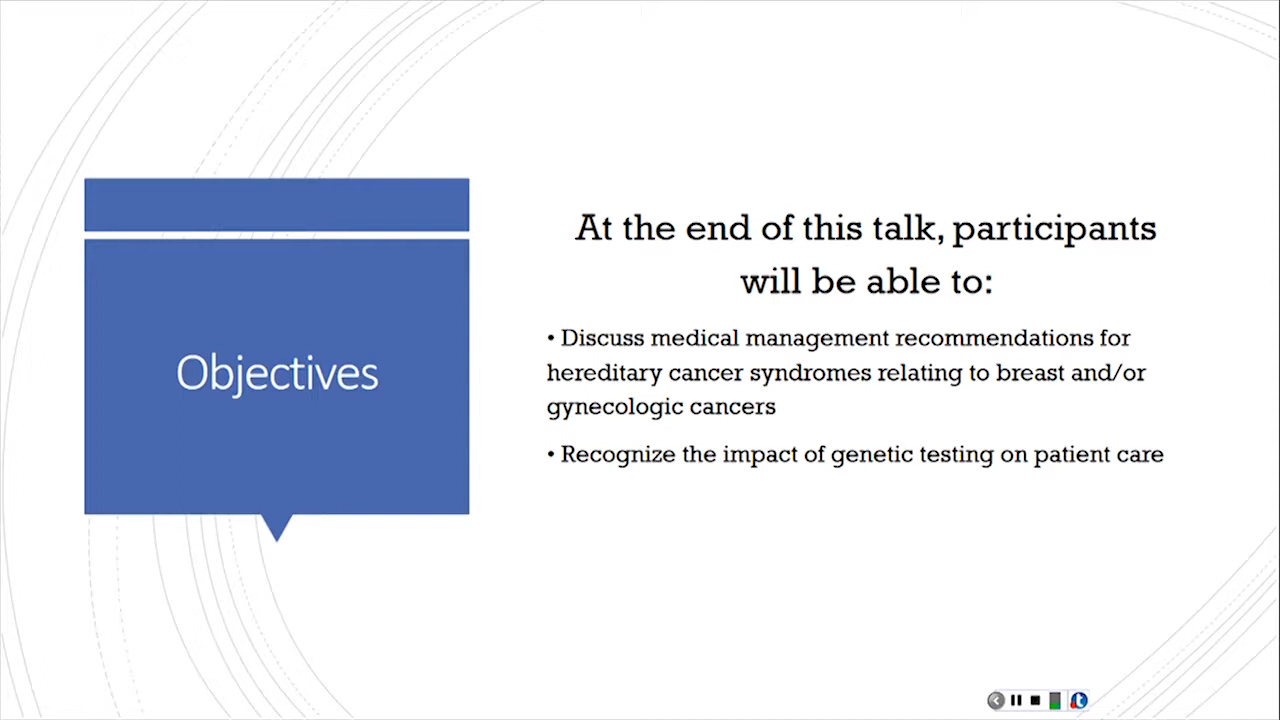 Objectives
At the end of this talk, participants
will be able to:
• Discuss medical management recommendations for
hereditary cancer syndromes relating to breast and/or
gynecologic cancers
• Recognize the impact of genetic testing on patient care